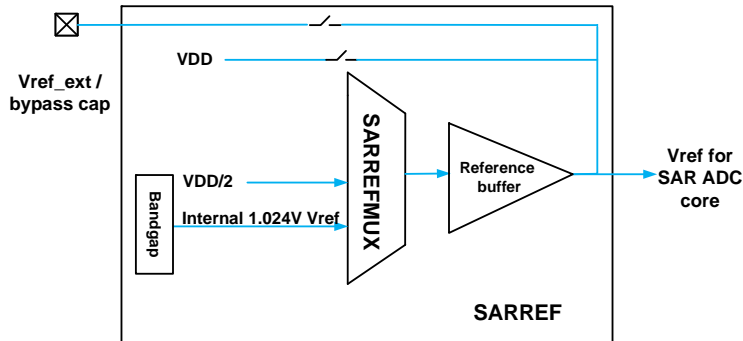 VDD
Vref_ext /
bypass cap
SARREFMUX
Reference
buffer
Vref for
SAR ADC
core
VDD/2
Bandgap
Internal 1.024V Vref
SARREF